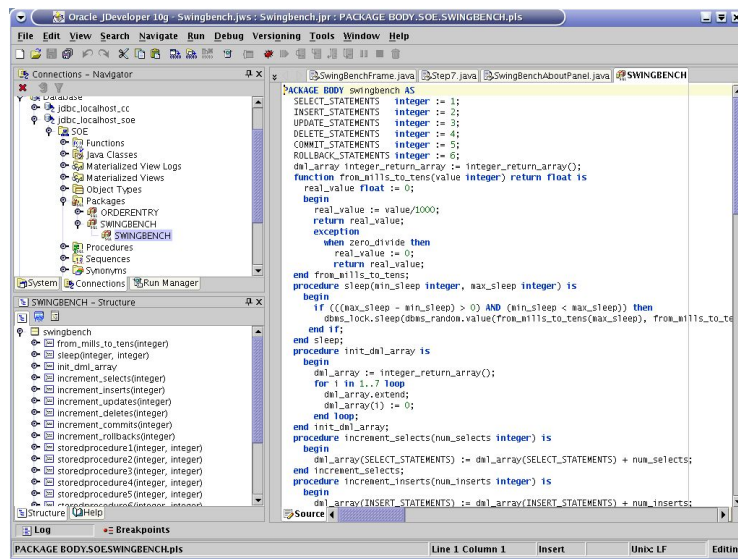 Oracle JDeveloper 10g - Swingbench.jws : Swingbench.jpr : PACKAGE BODY.SOE.SWINGBENCH.pls
File Edit View Search Navigate Run Debug Versioning Tools Window Help
Connections - Navigator
Database
jdbc_localhost_cc
jdbc_localhost_soe
SOE
Functions
Java Classes
Materialized View Logs
Materialized Views
Object Types
Packages
ORDERENTRY
SWINGBENCH
SWINGBENCH
Procedures
Sequences
Synonyms
System Connections Run Manager
SWINGBENCH - Structure
swingbench
from_mills_to_tens(integer)
sleep(integer, integer)
init_dml_array
increment_selects(integer)
increment_inserts(integer)
increment_updates(integer)
increment_deletes(integer)
increment_commits(integer)
increment_rollbacks(integer)
storedprocedure1(integer, integer)
storedprocedure2(integer, integer)
storedprocedure3(integer, integer)
storedprocedure4(integer, integer)
storedprocedure5(integer, integer)
Structure Help
SwingBenchFrame.java Step7.java SwingBenchAboutPanel.java SWINGBENCH
PACKAGE BODY swingbench AS
SELECT_STATEMENTS integer := 1;
INSERT_STATEMENTS integer := 2;
UPDATE_STATEMENTS integer := 3;
DELETE_STATEMENTS integer := 4;
COMMIT_STATEMENTS integer := 5;
ROLLBACK_STATEMENTS integer := 6;
dml_array integer_return_array := integer_return_array();
function from_mills_to_tens(value integer) return float is
real_value float := 0;
begin
real_value := value/1000;
return real_value;
exception
when zero_divide then
real_value := 0;
return real_value;
end from_mills_to_tens;
procedure sleep(min_sleep integer, max_sleep integer) is
begin
if (((max_sleep - min_sleep) > 0) AND (min_sleep < max_sleep)) then
dbms_lock.sleep(dbms_random.value(from_mills_to_tens(max_sleep), from_mills_to_te
end if;
end sleep;
procedure init_dml_array is
begin
dml_array := integer_return_array();
for i in 1..7 loop
dml_array.extend;
dml_array(i) := 0;
end loop;
end init_dml_array;
procedure increment_selects(num_selects integer) is
begin
dml_array(SELECT_STATEMENTS) := dml_array(SELECT_STATEMENTS) + num_selects;
end increment_selects;
procedure increment_inserts(num_inserts integer) is
begin
dml_array(INSERT_STATEMENTS) := dml_array(INSERT_STATEMENTS) + num_inserts;
Source
Log Breakpoints
PACKAGE BODY.SOE.SWINGBENCH.pls Line 1 Column 1 Insert Unix: LF Editin